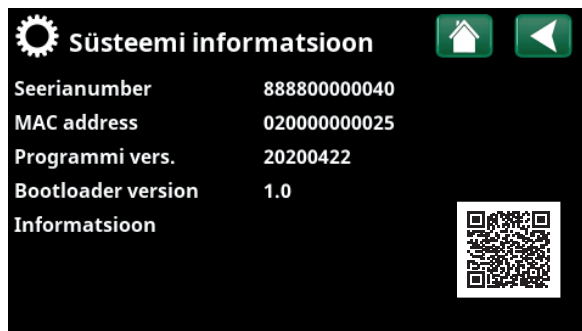 Süsteemi informatsioon
Seerianumber 888800000040
MAC address 020000000025
Programmi vers. 20200422
Bootloader version 1.0
Informatsioon